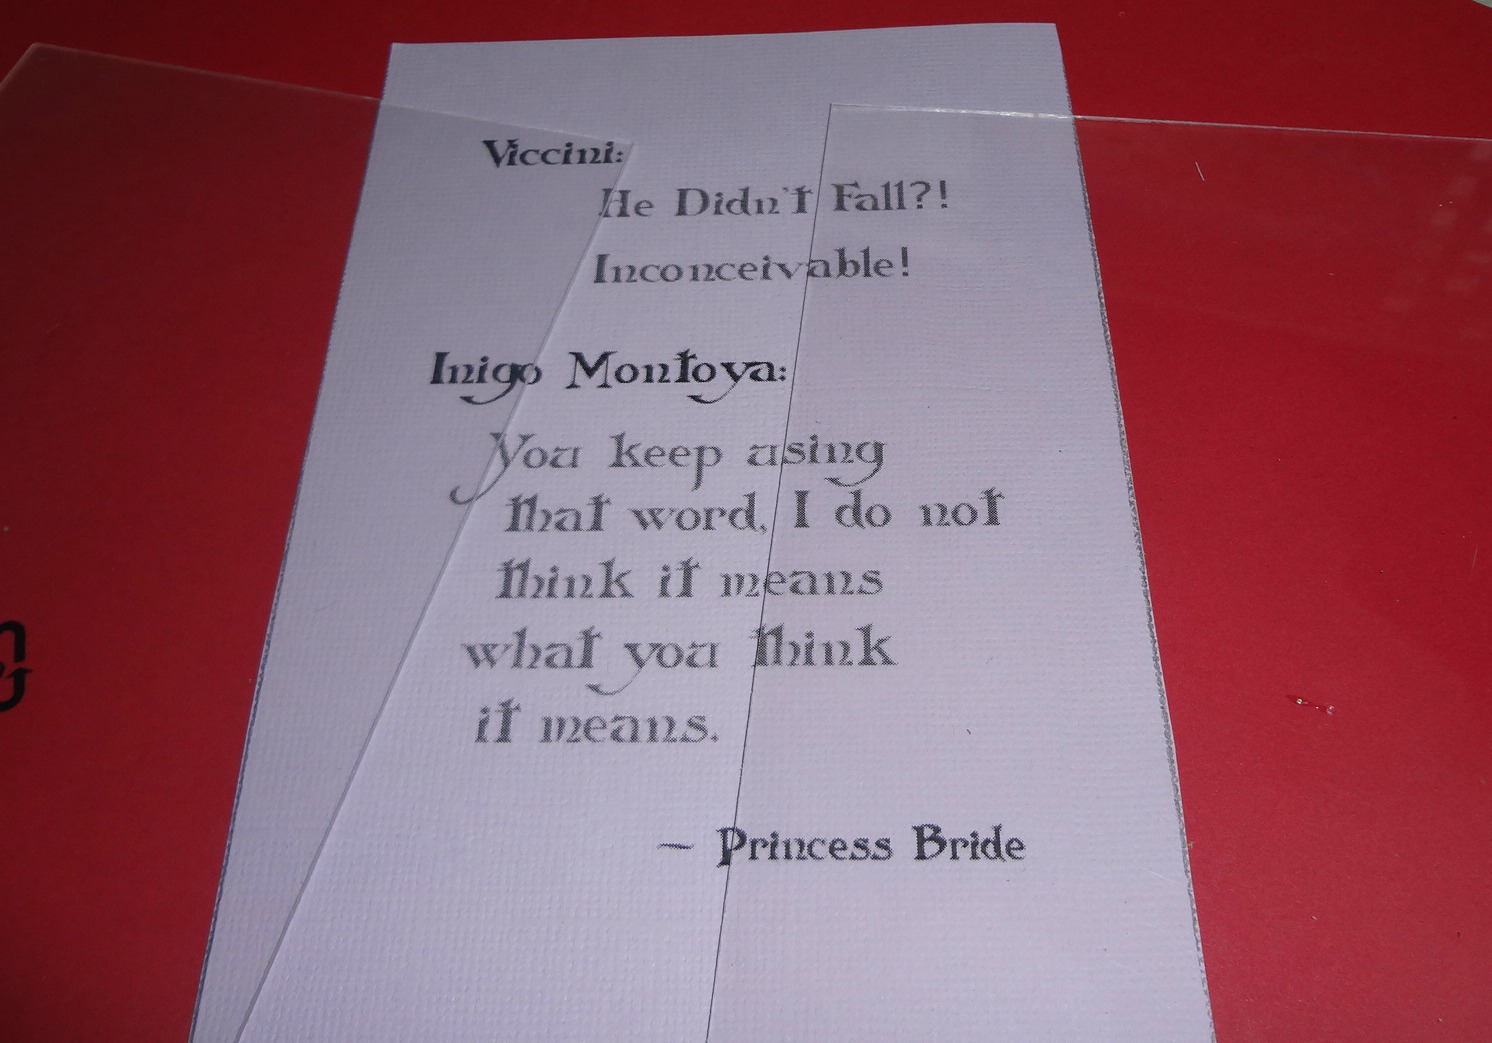 Viccini:
He Didn't Fall?!
Inconceivable!
Inigo Montoya:
You keep using
that word, I do not
think it means
what you think
it means.
~ Princess Bride